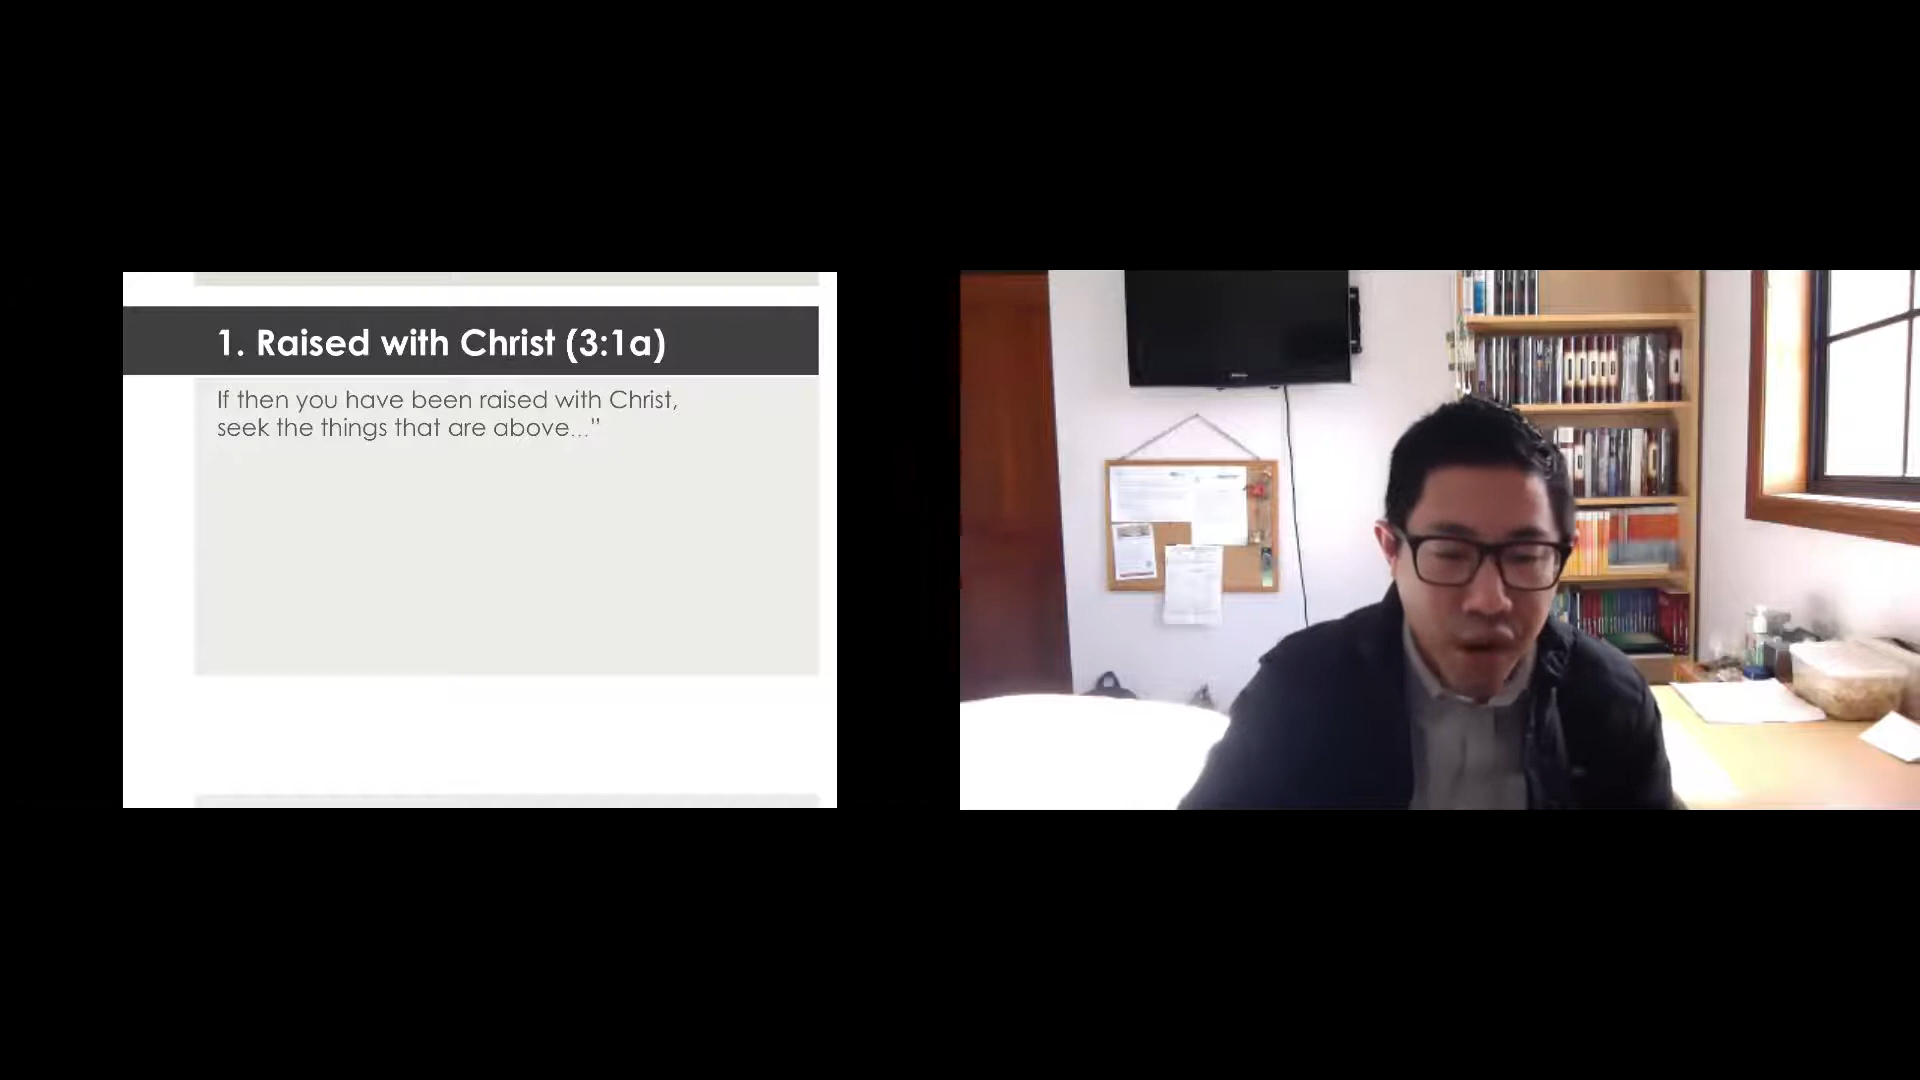 1. Raised with Christ (3:1a)
If then you have been raised with Christ,
seek the things that are above...”